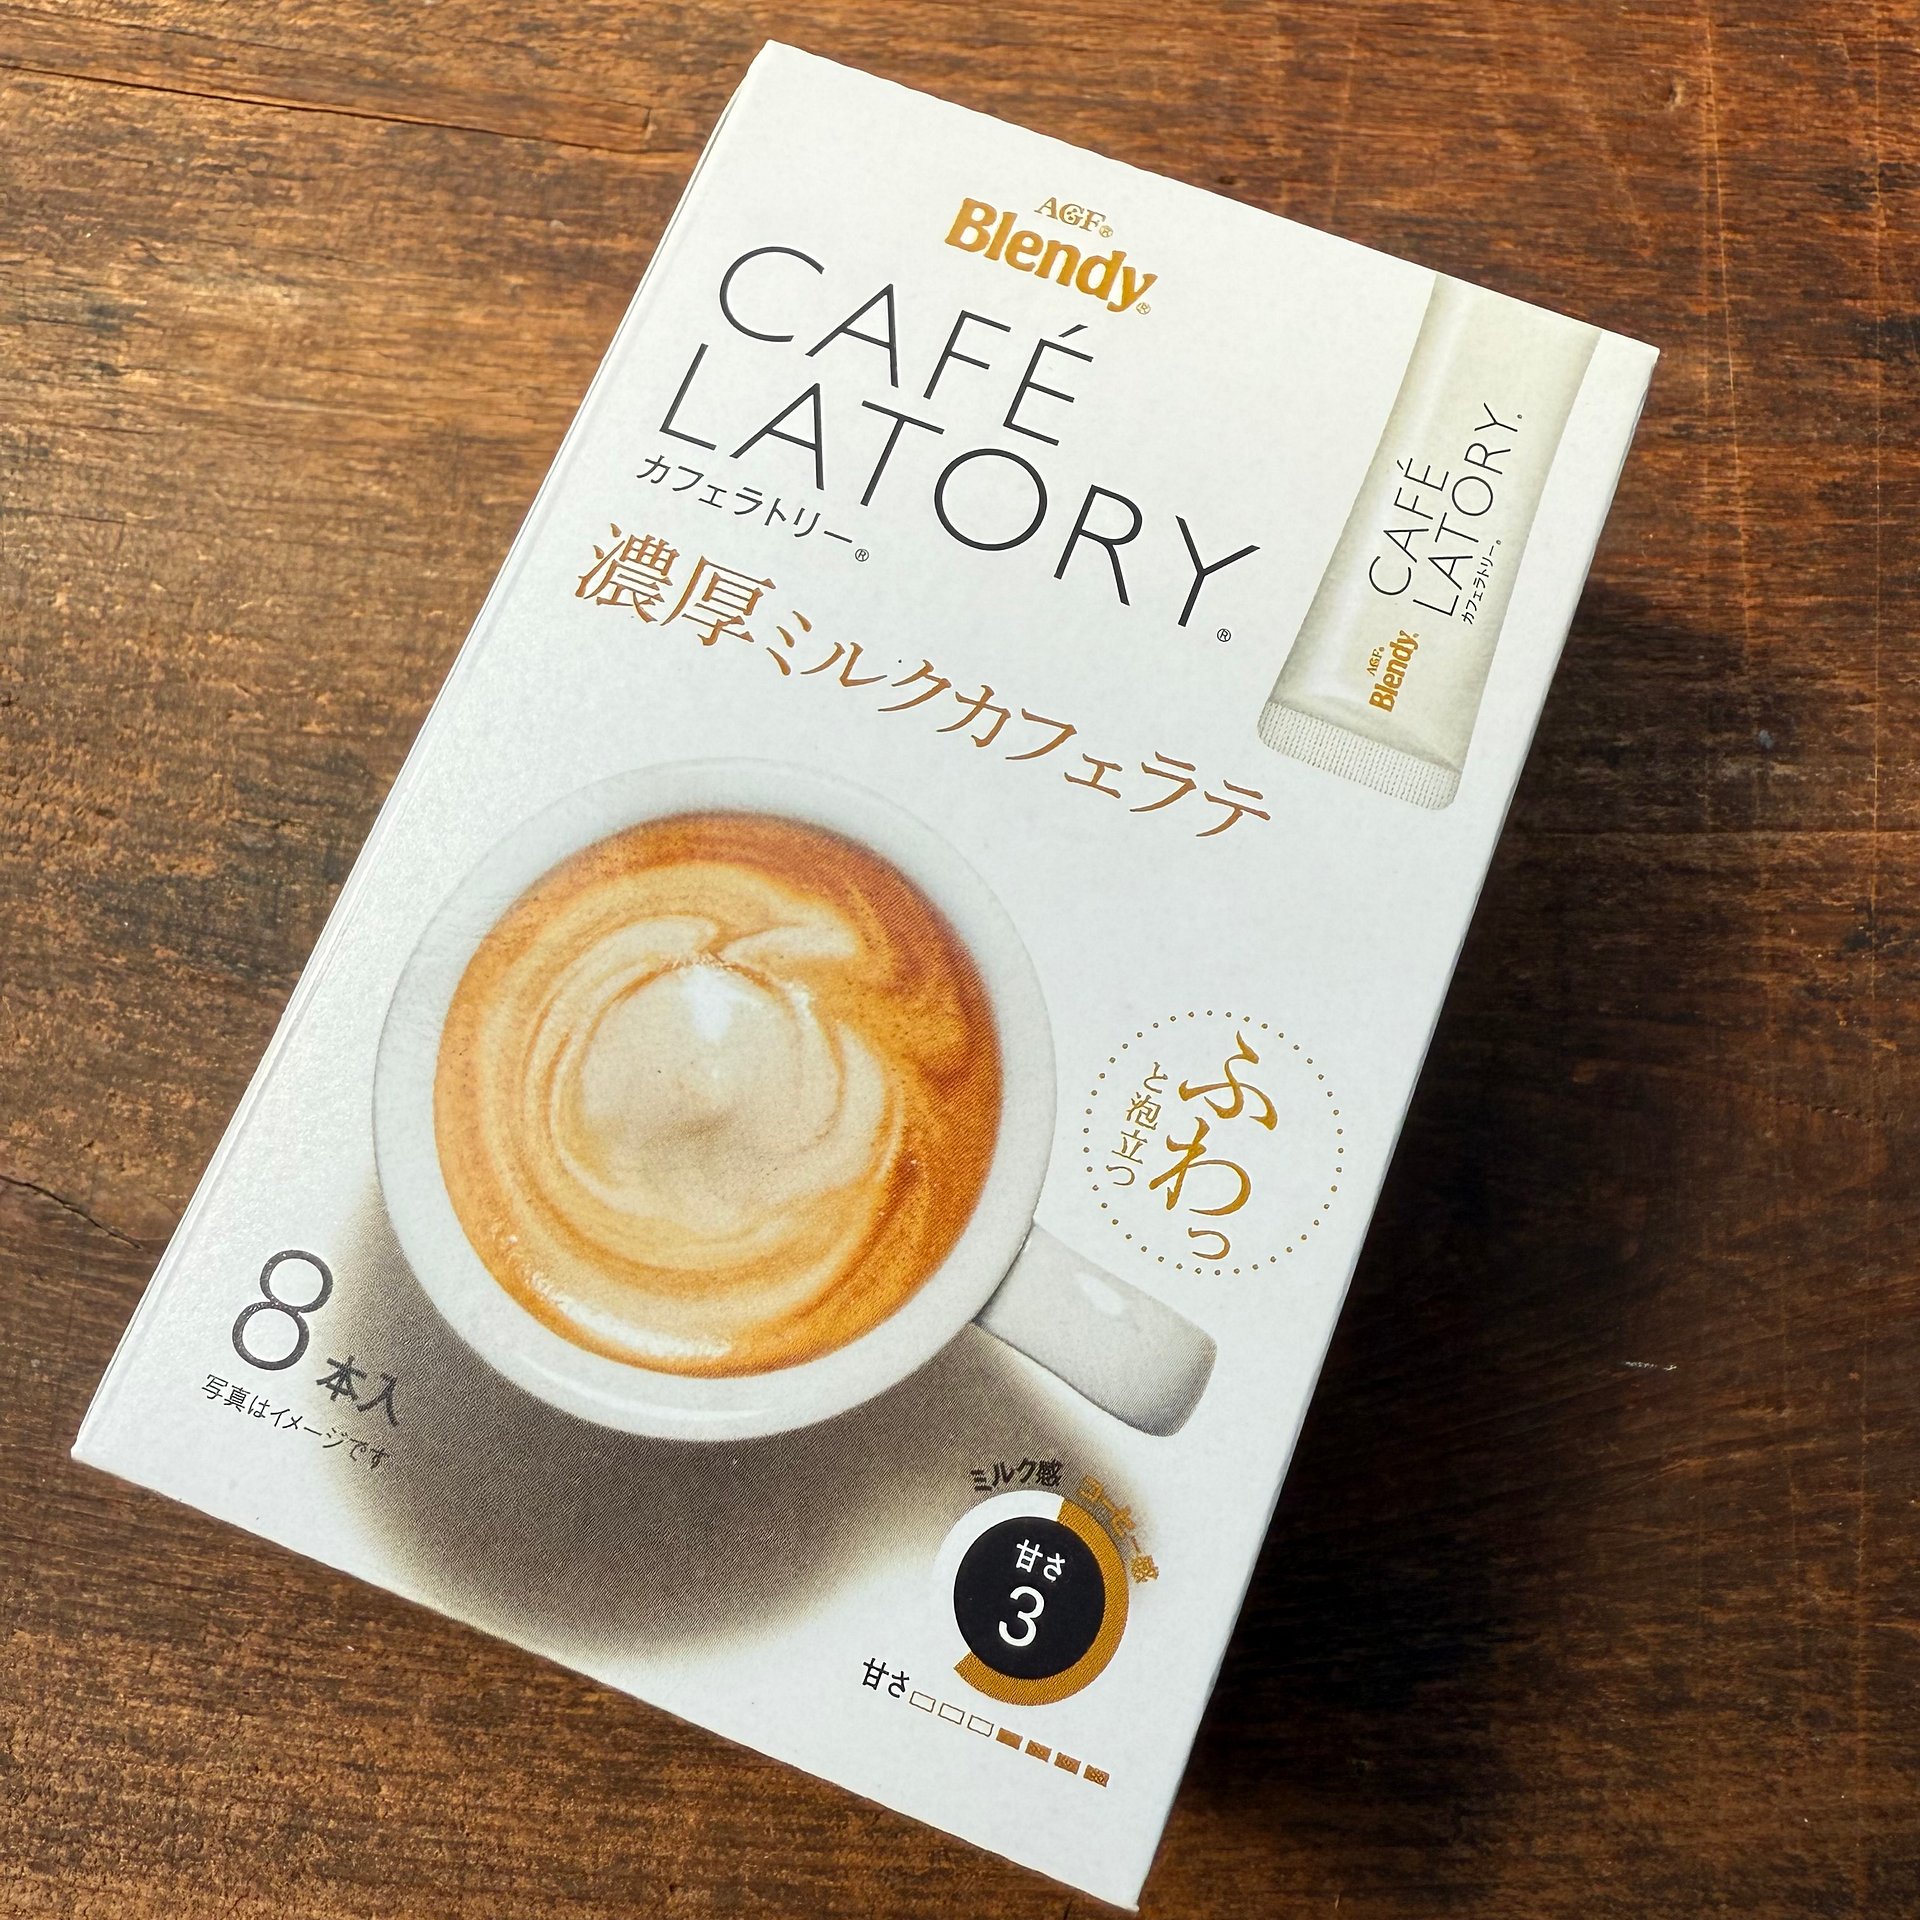 AGF®
Blendy®
CAFÉ
LATORY®
カフェラトリー®
濃厚ミルクカフェラテ
CAFÉ
LATORY.
カフェラトリー®
AGF®
Blendy®
ふわっ
と泡立つ
8本入
写真はイメージです
ミルク感
コーヒー感
甘さ
3
甘さ